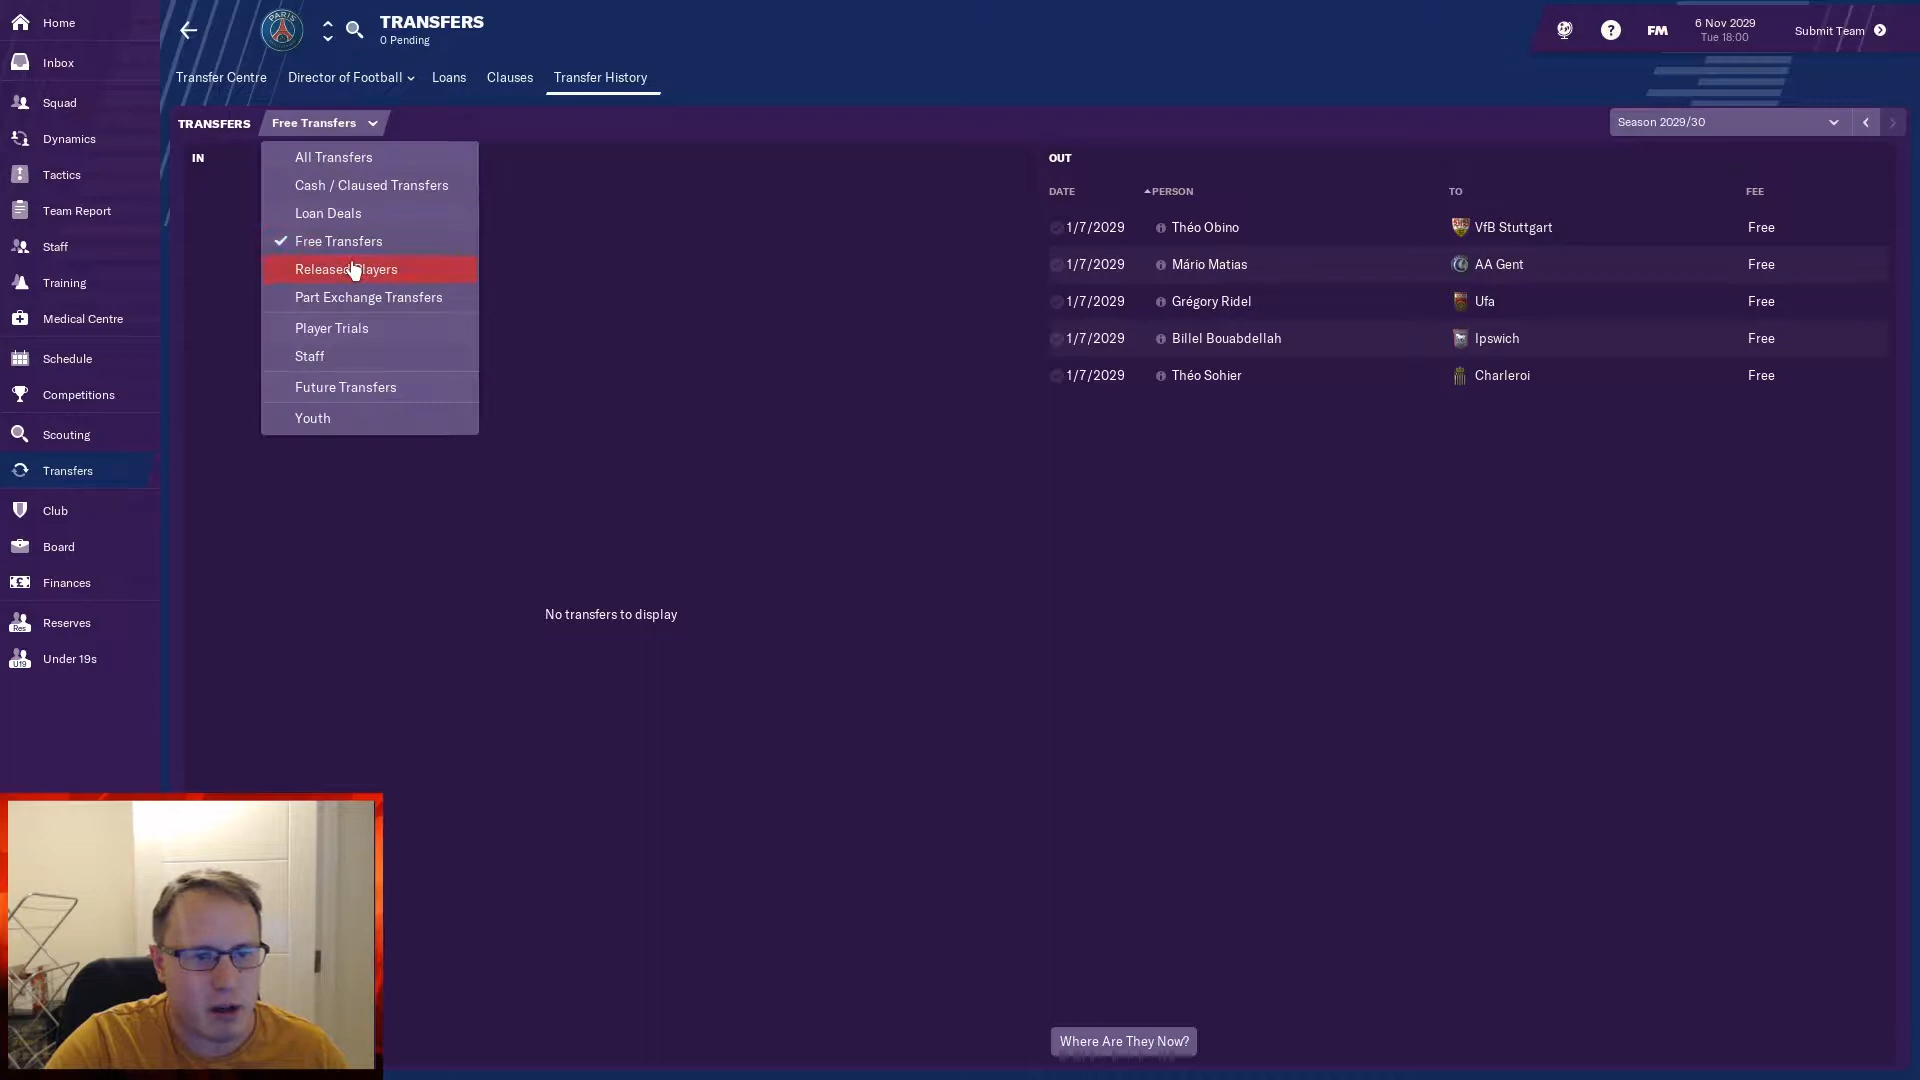 Home
Inbox
Squad
Dynamics
Tactics
Team Report
Staff
Training
Medical Centre
Schedule
Competitions
Scouting
Transfers
Club
Board
Finances
Res
Reserves
U19
Under 19s
PARIS
TRANSFERS
0 Pending
FM
6 Nov 2029
Tue 18:00
Submit Team
Transfer Centre
Director of Football
Loans
Clauses
Transfer History
TRANSFERS
Free Transfers
Season 2029/30
IN
All Transfers
Cash / Claused Transfers
Loan Deals
Free Transfers
Released Players
Part Exchange Transfers
Player Trials
Staff
Future Transfers
Youth
No transfers to display
OUT
DATE PERSON TO FEE
1/7/2029 Théo Obino VfB Stuttgart Free
1/7/2029 Mário Matias AA Gent Free
1/7/2029 Grégory Ridel Ufa Free
1/7/2029 Billel Bouabdellah Ipswich Free
1/7/2029 Théo Sohier Charleroi Free
Where Are They Now?